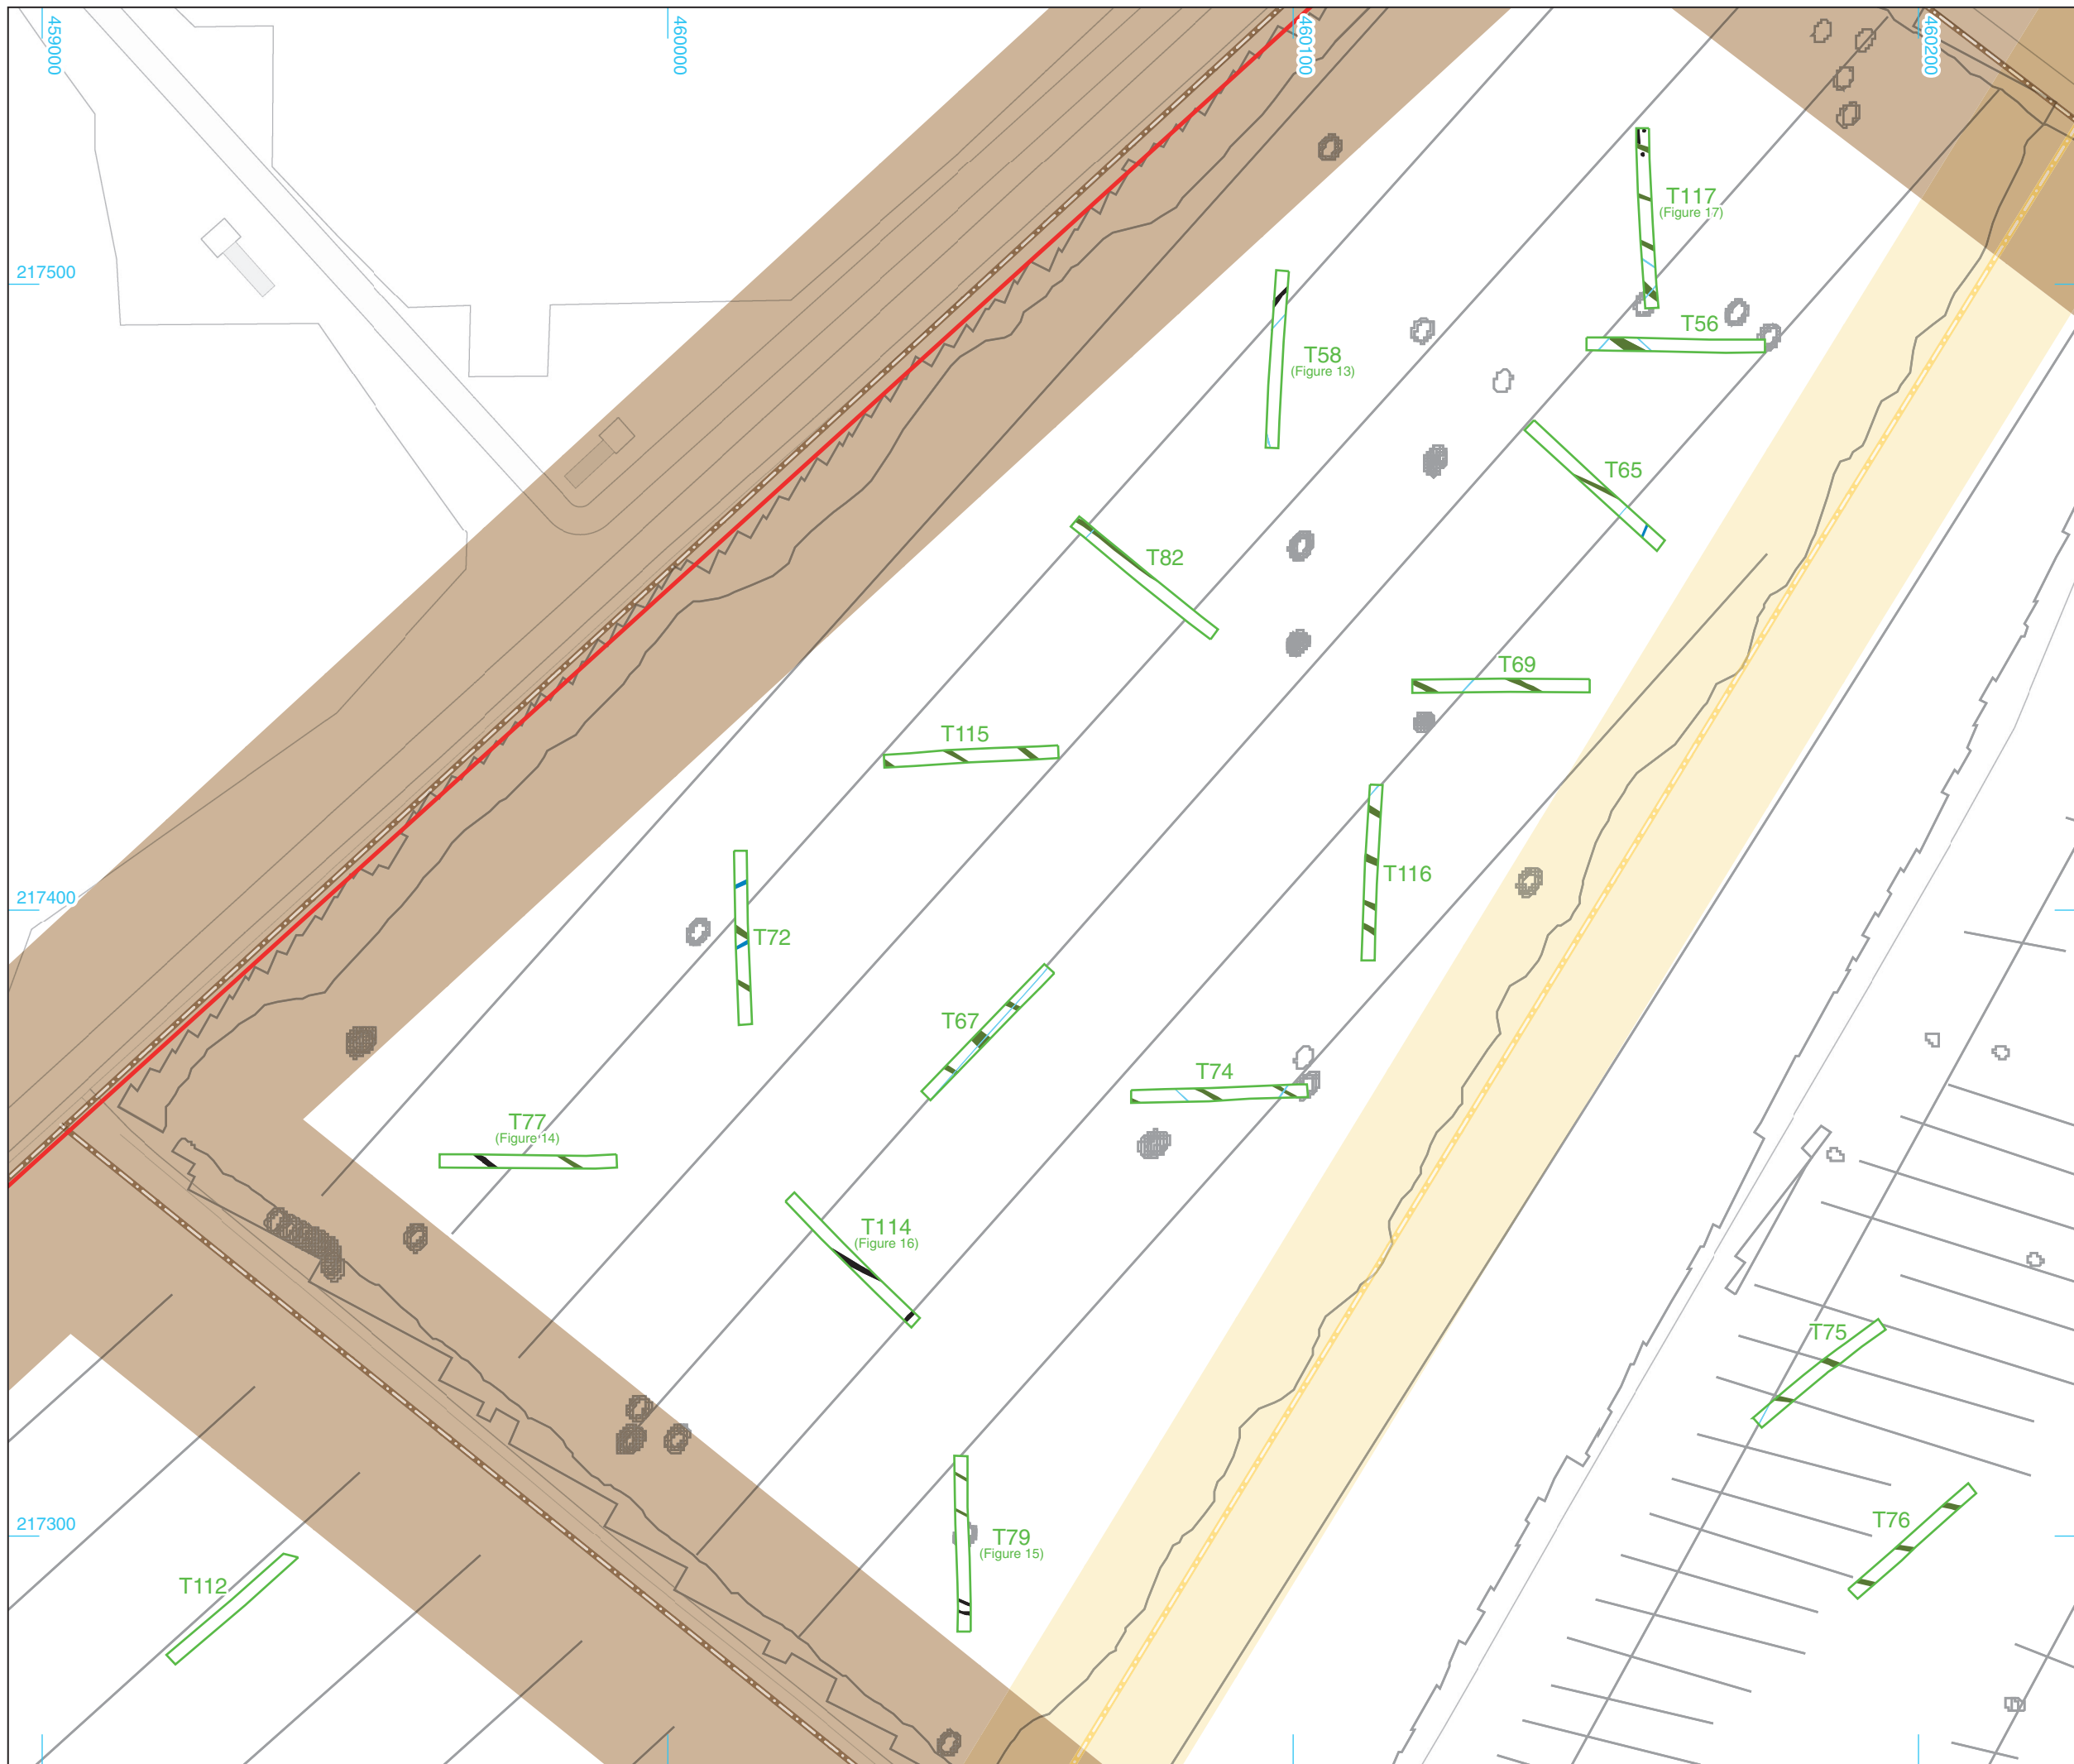 459000
460000
460100
460200
217500
217400
217300
T117
(Figure 17)
T56
T58
(Figure 13)
T65
T82
T69
T115
T116
T72
T67
T74
T77
(Figure 14)
T114
(Figure 16)
T75
T76
T79
(Figure 15)
T112